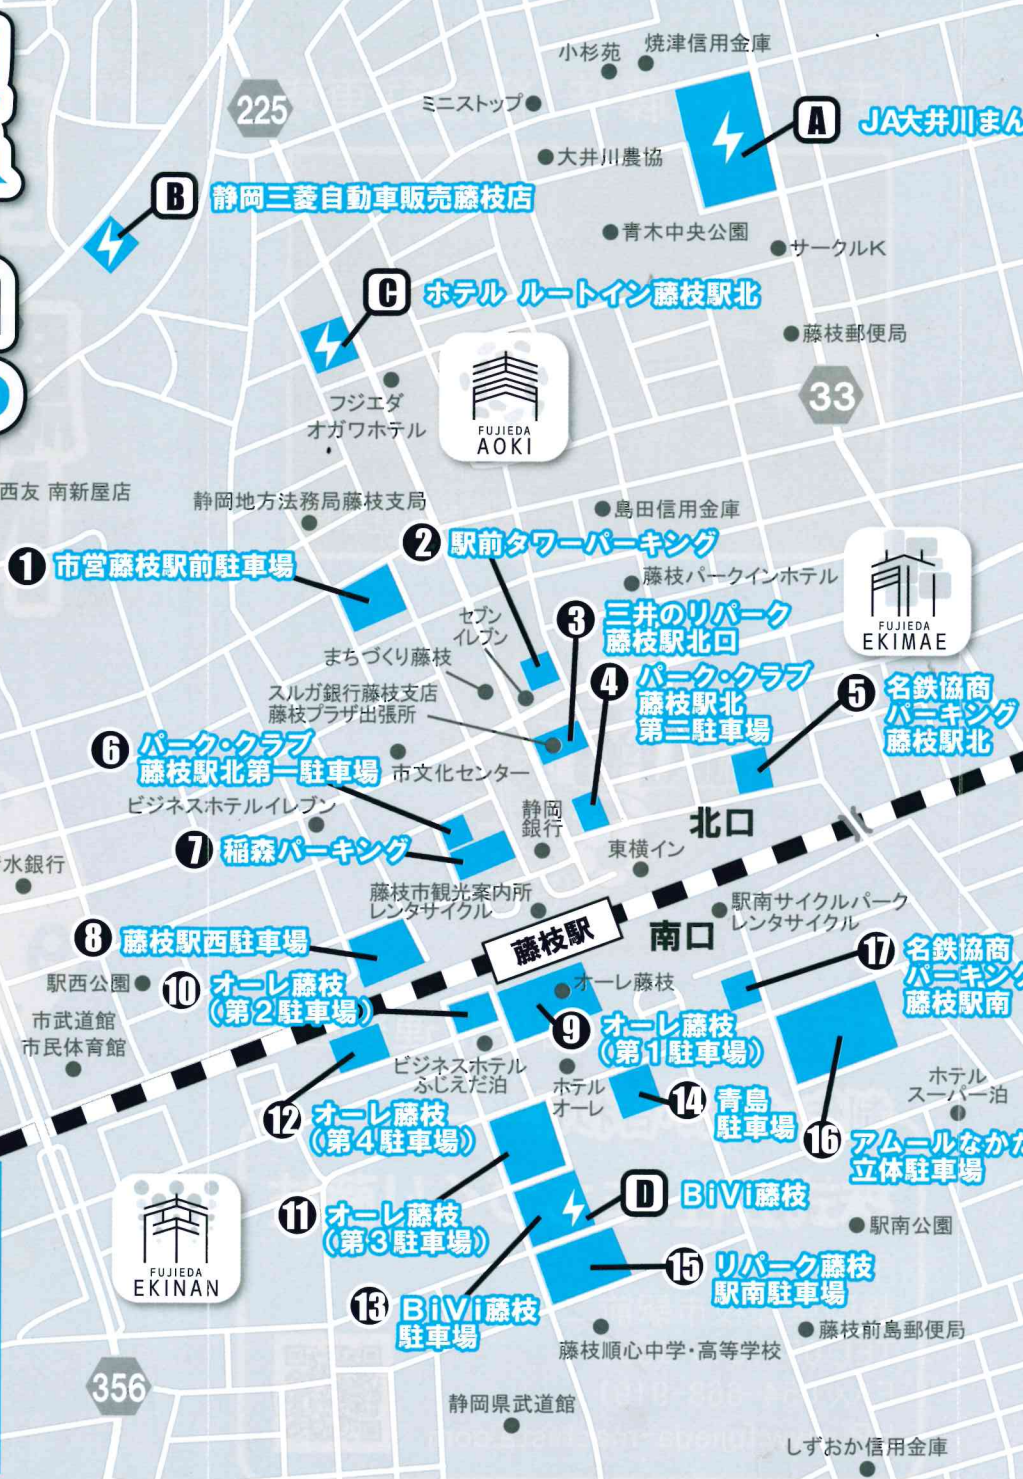 小杉苑
焼津信用金庫
ミニストップ
225
A
JA大井川まん
大井川農協
B
静岡三菱自動車販売藤枝店
青木中央公園
サークルK
C
ホテル ルートイン藤枝駅北
藤枝郵便局
フジエダ
オガワホテル
FUJIEDA
AOKI
33
西友 南新屋店
静岡地方法務局藤枝支局
島田信用金庫
1
市営藤枝駅前駐車場
2
駅前タワーパーキング
藤枝パークインホテル
FUJIEDA
EKIMAE
セブン
イレブン
3
三井のリパーク
藤枝駅北口
まちづくり藤枝
スルガ銀行藤枝支店
藤枝プラザ出張所
4
パーク・クラブ
藤枝駅北
第二駐車場
5
名鉄協商
パーキング
藤枝駅北
6
パーク・クラブ
藤枝駅北第一駐車場
市文化センター
ビジネスホテルイレブン
静岡
銀行
北口
7
稲森パーキング
東横イン
水銀行
藤枝市観光案内所
レンタサイクル
駅南サイクルパーク
レンタサイクル
8
藤枝駅西駐車場
藤枝駅
南口
17
名鉄協商
パーキング
藤枝駅南
駅西公園
10
オーレ藤枝
(第2駐車場)
オーレ藤枝
市武道館
市民体育館
9
オーレ藤枝
(第1駐車場)
ビジネスホテル
ふじえだ泊
ホテル
オーレ
14
青島
駐車場
ホテル
スーパー泊
12
オーレ藤枝
(第4駐車場)
16
アムールなかた
立体駐車場
D
BiVi藤枝
11
オーレ藤枝
(第3駐車場)
駅南公園
FUJIEDA
EKINAN
15
リパーク藤枝
駅南駐車場
13
BiVi藤枝
駐車場
藤枝順心中学・高等学校
藤枝前島郵便局
356
静岡県武道館
しずおか信用金庫